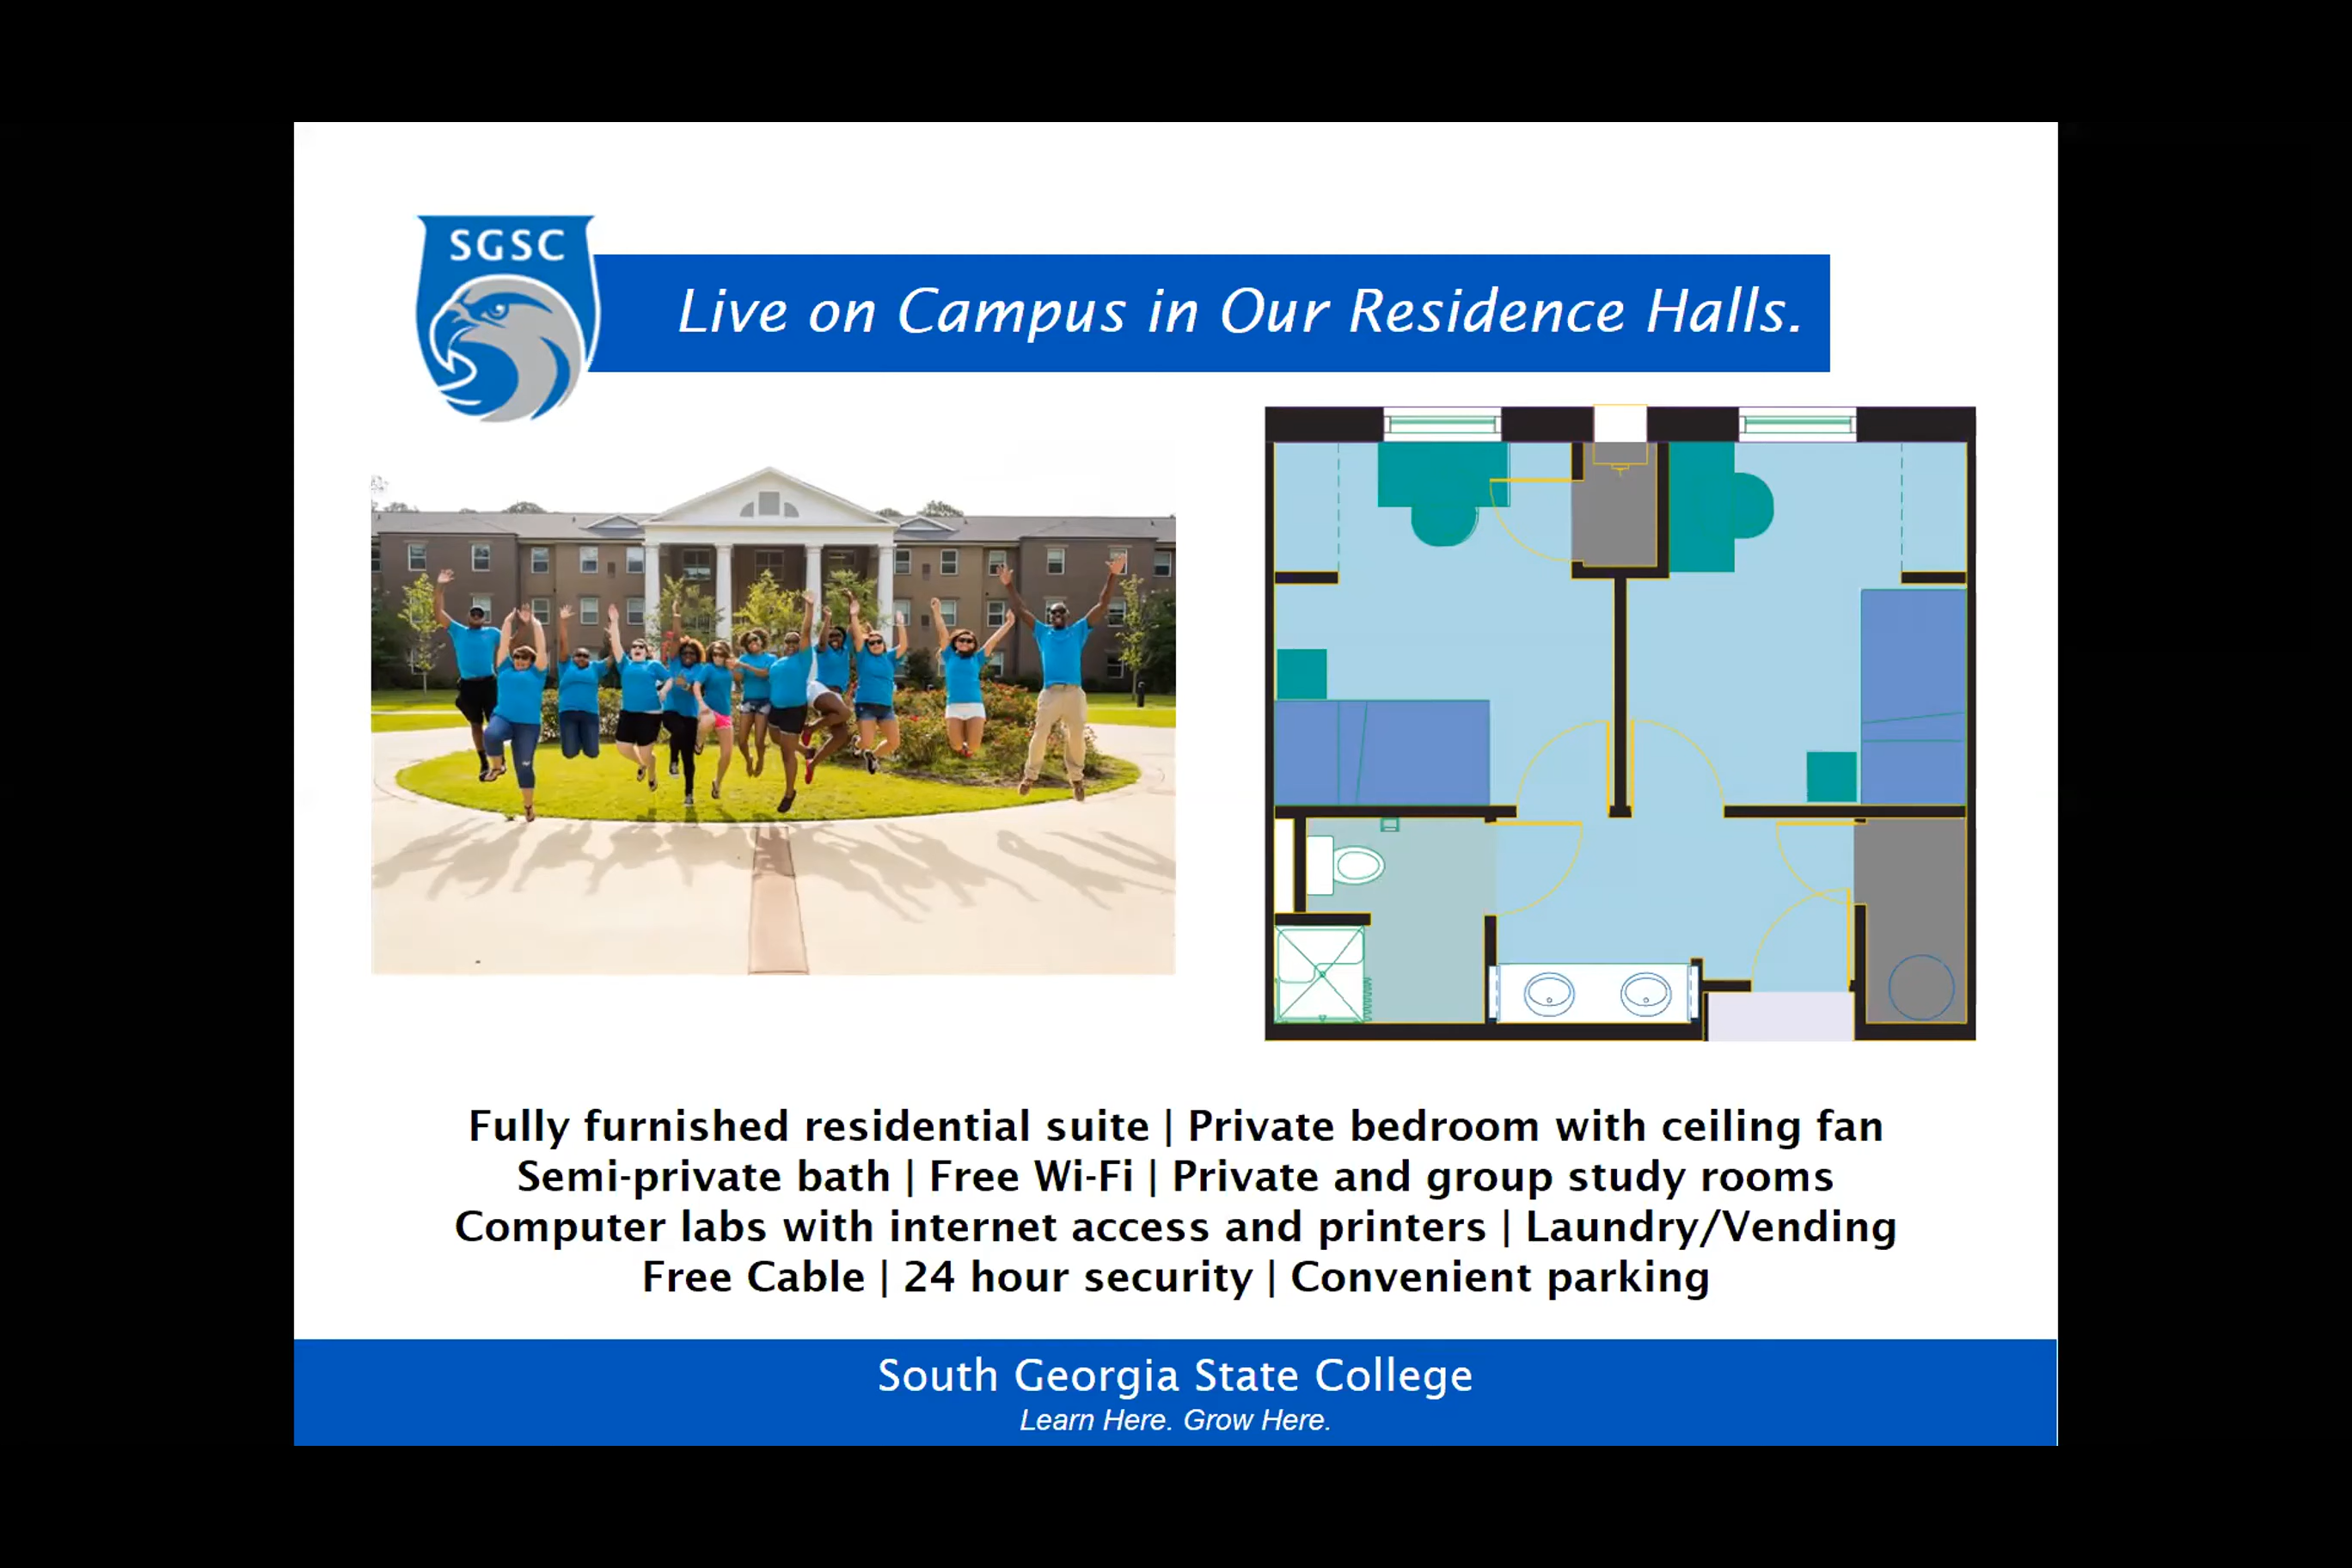 SGSC
Live on Campus in Our Residence Halls.
Fully furnished residential suite | Private bedroom with ceiling fan
Semi-private bath | Free Wi-Fi | Private and group study rooms
Computer labs with internet access and printers | Laundry/Vending
Free Cable | 24 hour security | Convenient parking
South Georgia State College
Learn Here. Grow Here.